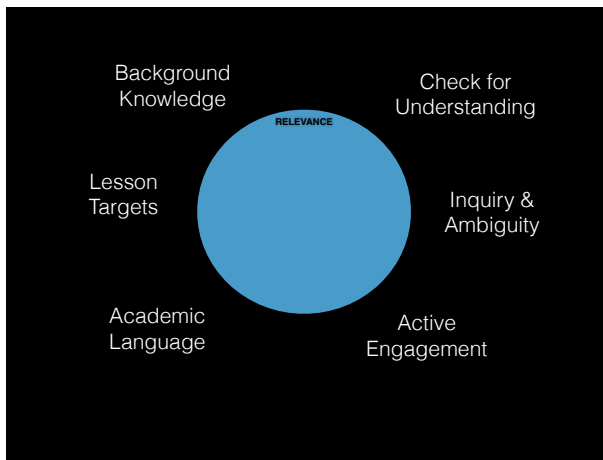 Background
Knowledge
Check for
Understanding
RELEVANCE
Lesson
Targets
Inquiry &
Ambiguity
Academic
Language
Active
Engagement